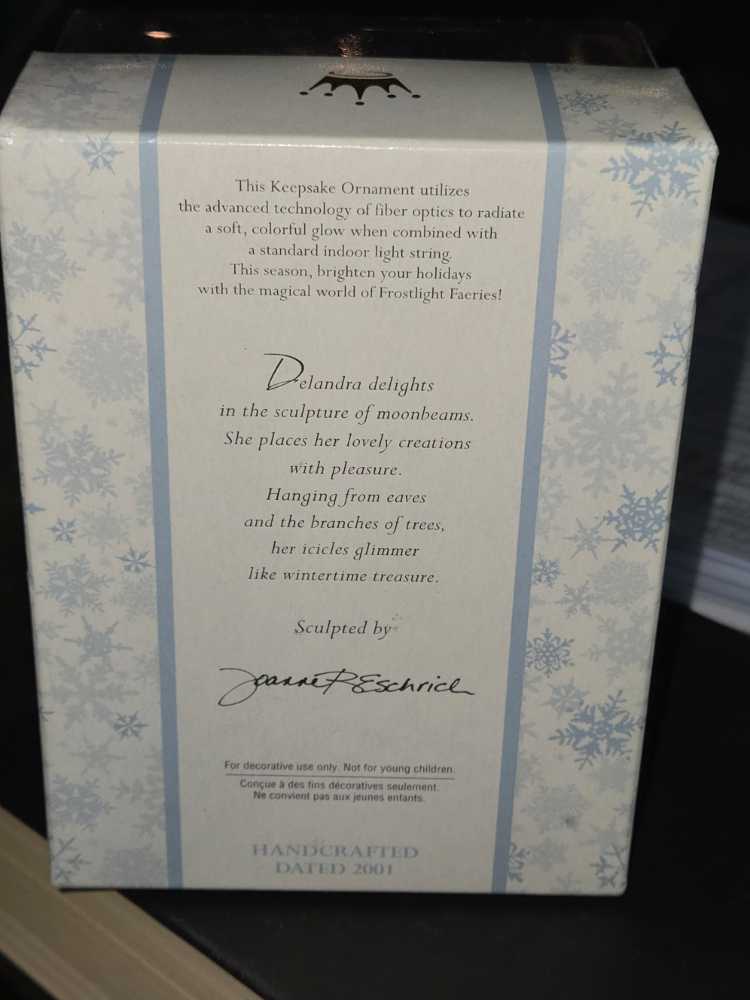 This Keepsake Ornament utilizes
the advanced technology of fiber optics to radiate
a soft, colorful glow when combined with
a standard indoor light string.
This season, brighten your holidays
with the magical world of Frostlight Faeries!
Delandra delights
in the sculpture of moonbeams.
She places her lovely creations
with pleasure.
Hanging from eaves
and the branches of trees,
her icicles glimmer
like wintertime treasure.
Sculpted by
Joanne R Eschrich
For decorative use only. Not for young children.
Conçue à des fins décoratives seulement.
Ne convient pas aux jeunes enfants.
HANDCRAFTED
DATED 2001